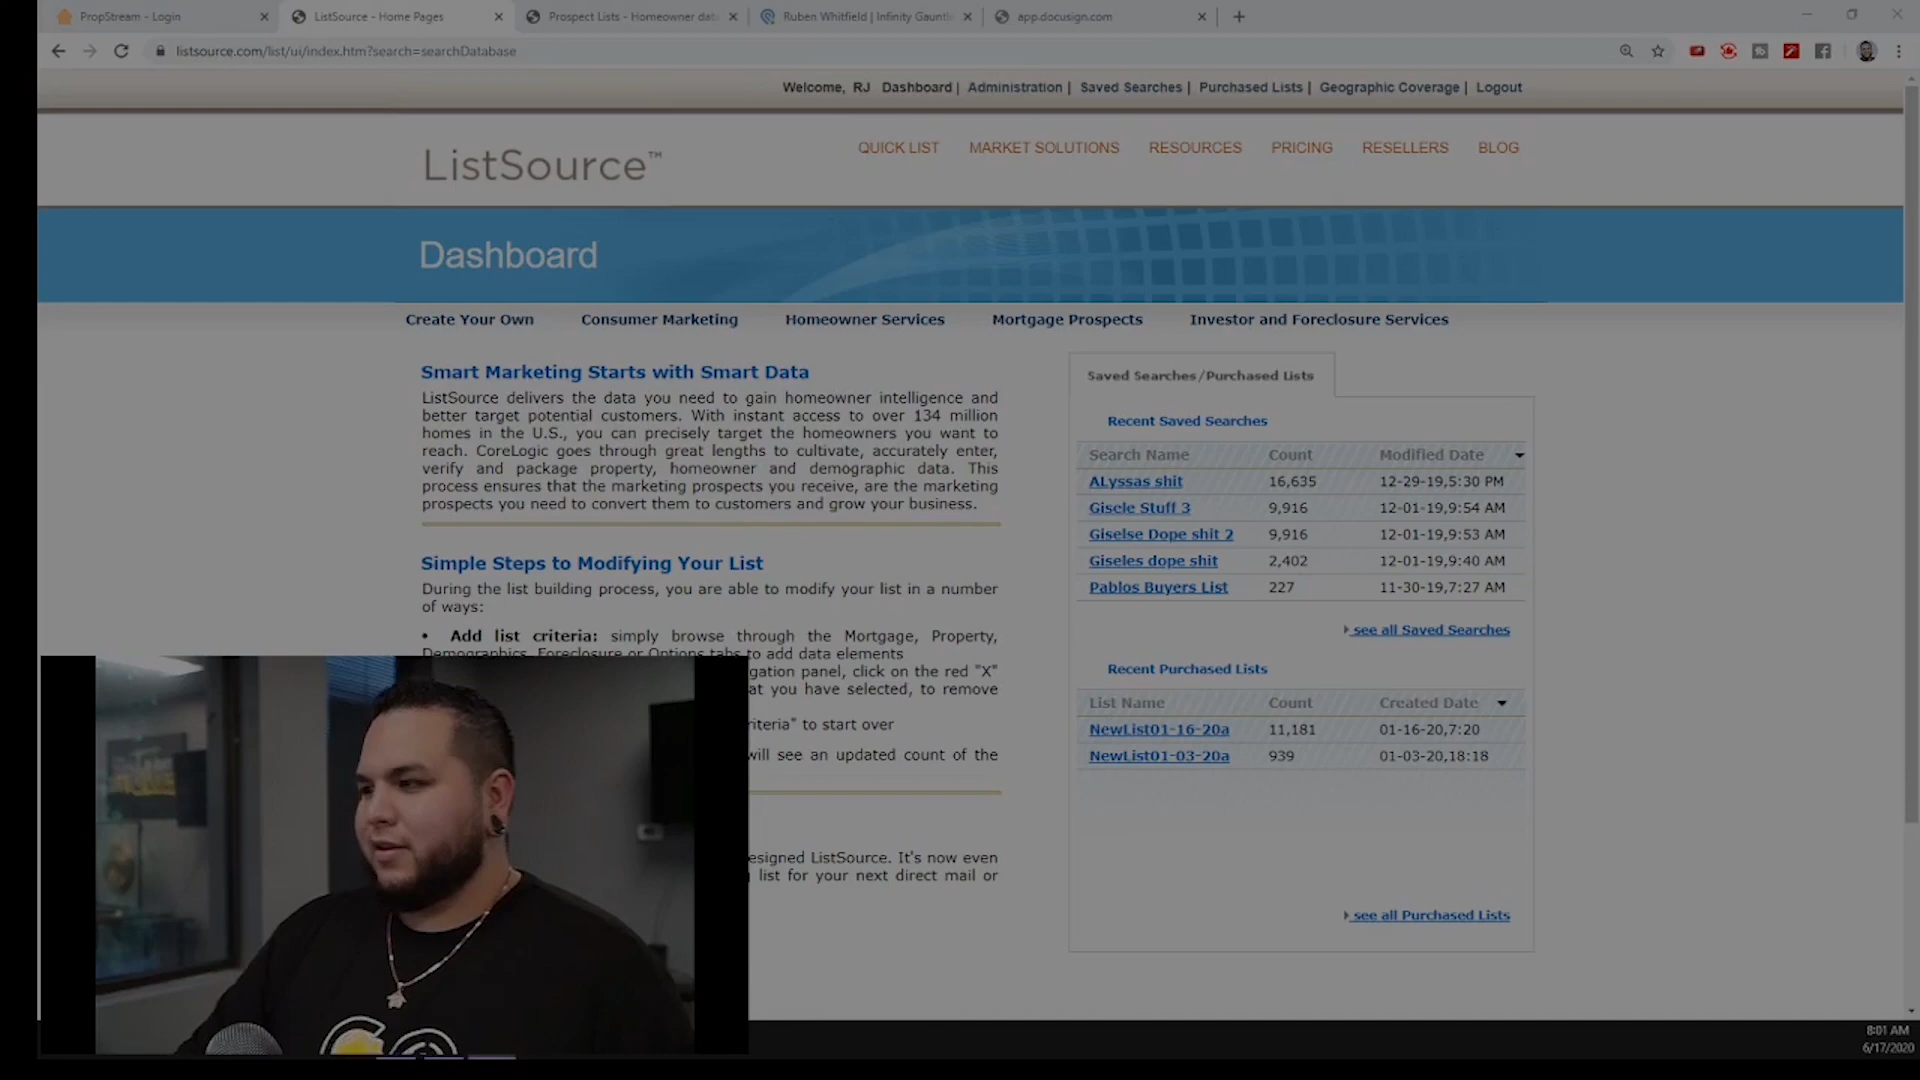 PropStream - Login
ListSource - Home Pages
Prospect Lists - Homeowner dat
Ruben Whitfield | Infinity Gauntl
app.docusign.com
listsource.com/list/ui/index.htm?search=searchDatabase
Welcome, RJ Dashboard | Administration | Saved Searches | Purchased Lists | Geographic Coverage | Logout
ListSource™
QUICK LIST MARKET SOLUTIONS RESOURCES PRICING RESELLERS BLOG
Dashboard
Create Your Own Consumer Marketing Homeowner Services Mortgage Prospects Investor and Foreclosure Services
Smart Marketing Starts with Smart Data
ListSource delivers the data you need to gain homeowner intelligence and
better target potential customers. With instant access to over 134 million
homes in the U.S., you can precisely target the homeowners you want to
reach. CoreLogic goes through great lengths to cultivate, accurately enter,
verify and package property, homeowner and demographic data. This
process ensures that the marketing prospects you receive, are the marketing
prospects you need to convert them to customers and grow your business.
Simple Steps to Modifying Your List
During the list building process, you are able to modify your list in a number
of ways:
• Add list criteria: simply browse through the Mortgage, Property,
Demographics, Foreclosure or Options tabs to add data elements
igation panel, click on the red "X"
at you have selected, to remove
riteria" to start over
will see an updated count of the
esigned ListSource. It's now even
list for your next direct mail or
Saved Searches/Purchased Lists
Recent Saved Searches
Search Name Count Modified Date
ALyssas shit 16,635 12-29-19,5:30 PM
Gisele Stuff 3 9,916 12-01-19,9:54 AM
Giselse Dope shit 2 9,916 12-01-19,9:53 AM
Giseles dope shit 2,402 12-01-19,9:40 AM
Pablos Buyers List 227 11-30-19,7:27 AM
see all Saved Searches
Recent Purchased Lists
List Name Count Created Date
NewList01-16-20a 11,181 01-16-20,7:20
NewList01-03-20a 939 01-03-20,18:18
see all Purchased Lists
8:01 AM
6/17/2020